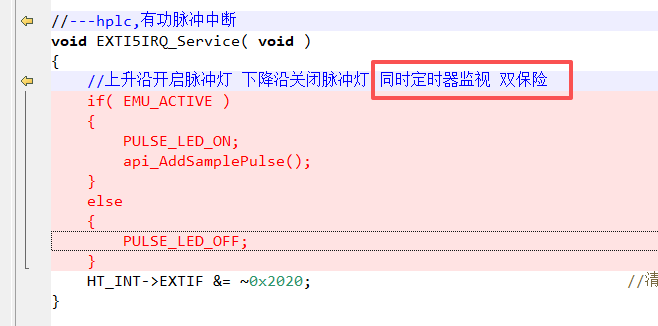 //---hplc,有功脉冲中断
void EXTI5IRQ_Service( void )
{
//上升沿开启脉冲灯 下降沿关闭脉冲灯 同时定时器监视 双保险
if( EMU_ACTIVE )
{
PULSE_LED_ON;
api_AddSamplePulse();
}
else
{
PULSE_LED_OFF;
}
HT_INT->EXTIF &= ~0x2020; //清
}